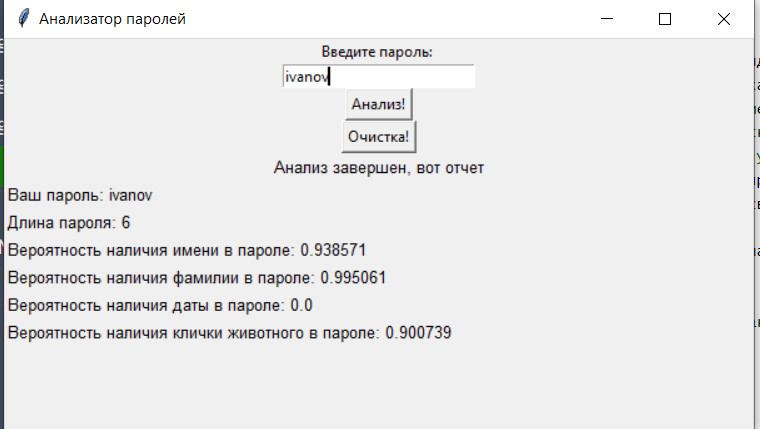 Анализатор паролей
Введите пароль:
ivanov
Анализ!
Очистка!
Анализ завершен, вот отчет
Ваш пароль: ivanov
Длина пароля: 6
Вероятность наличия имени в пароле: 0.938571
Вероятность наличия фамилии в пароле: 0.995061
Вероятность наличия даты в пароле: 0.0
Вероятность наличия клички животного в пароле: 0.900739